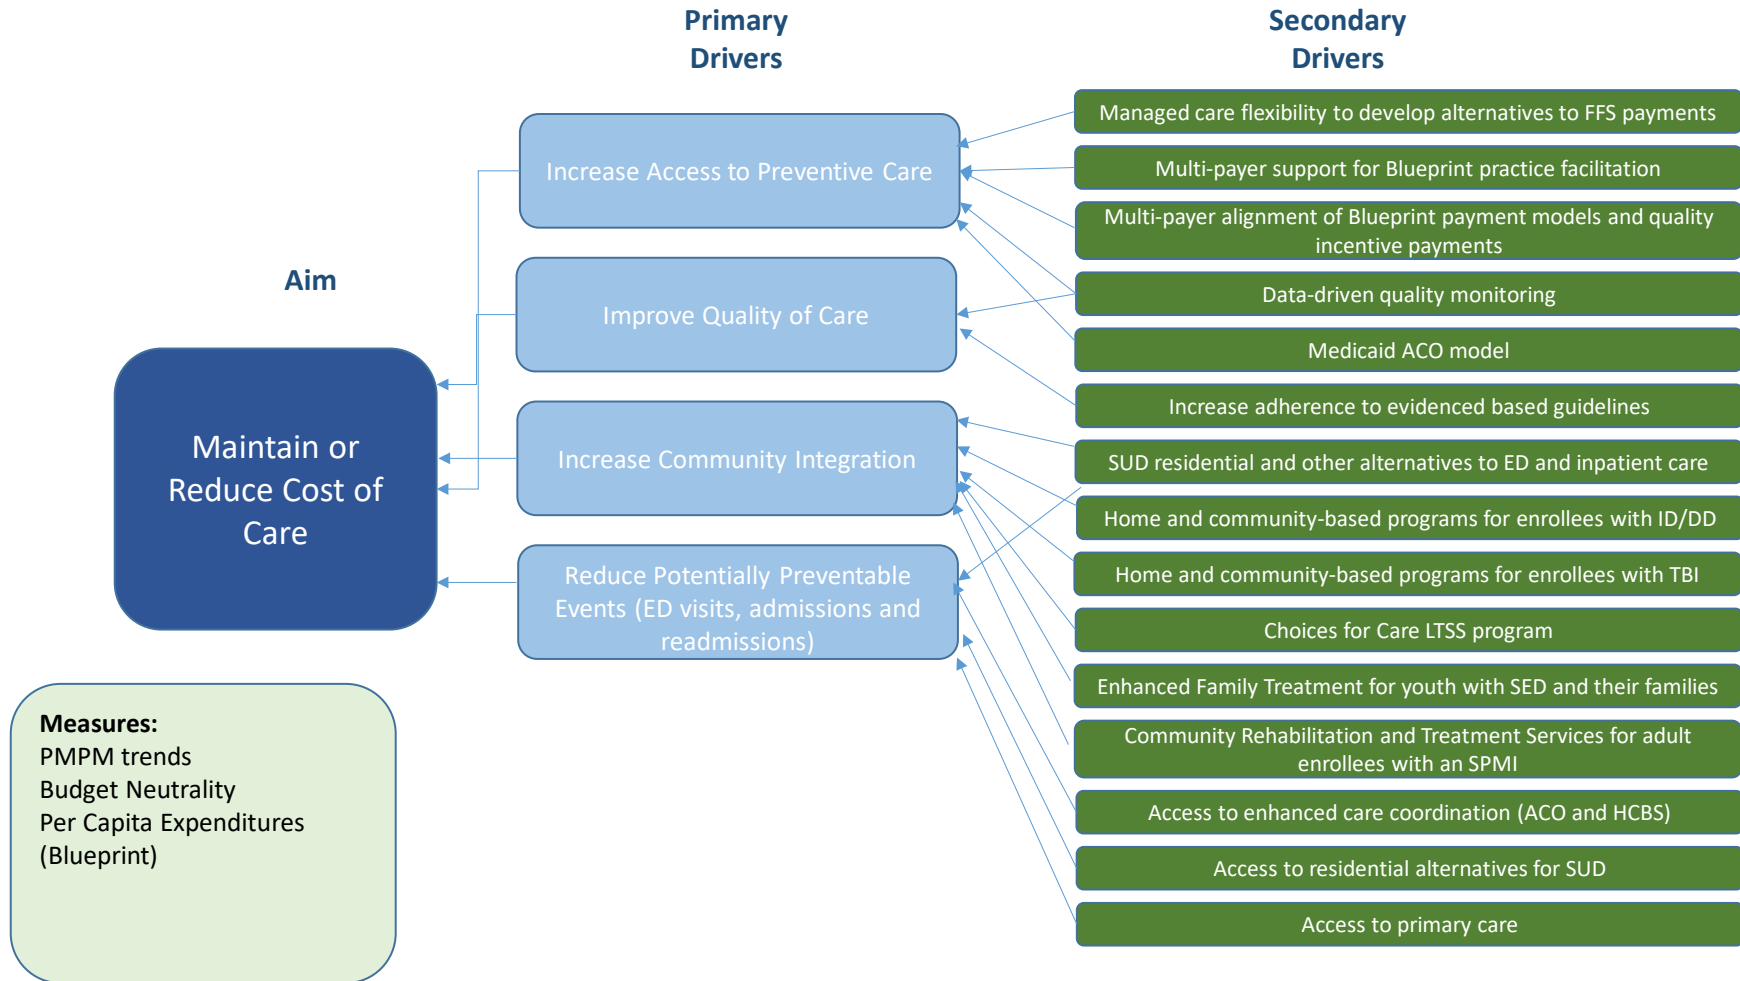 Primary
Drivers
Secondary
Drivers
Aim
Maintain or
Reduce Cost of
Care
Increase Access to Preventive Care
Improve Quality of Care
Increase Community Integration
Reduce Potentially Preventable
Events (ED visits, admissions and
readmissions)
Managed care flexibility to develop alternatives to FFS payments
Multi-payer support for Blueprint practice facilitation
Multi-payer alignment of Blueprint payment models and quality
incentive payments
Data-driven quality monitoring
Medicaid ACO model
Increase adherence to evidenced based guidelines
SUD residential and other alternatives to ED and inpatient care
Home and community-based programs for enrollees with ID/DD
Home and community-based programs for enrollees with TBI
Choices for Care LTSS program
Enhanced Family Treatment for youth with SED and their families
Community Rehabilitation and Treatment Services for adult
enrollees with an SPMI
Access to enhanced care coordination (ACO and HCBS)
Access to residential alternatives for SUD
Access to primary care
Measures:
PMPM trends
Budget Neutrality
Per Capita Expenditures
(Blueprint)